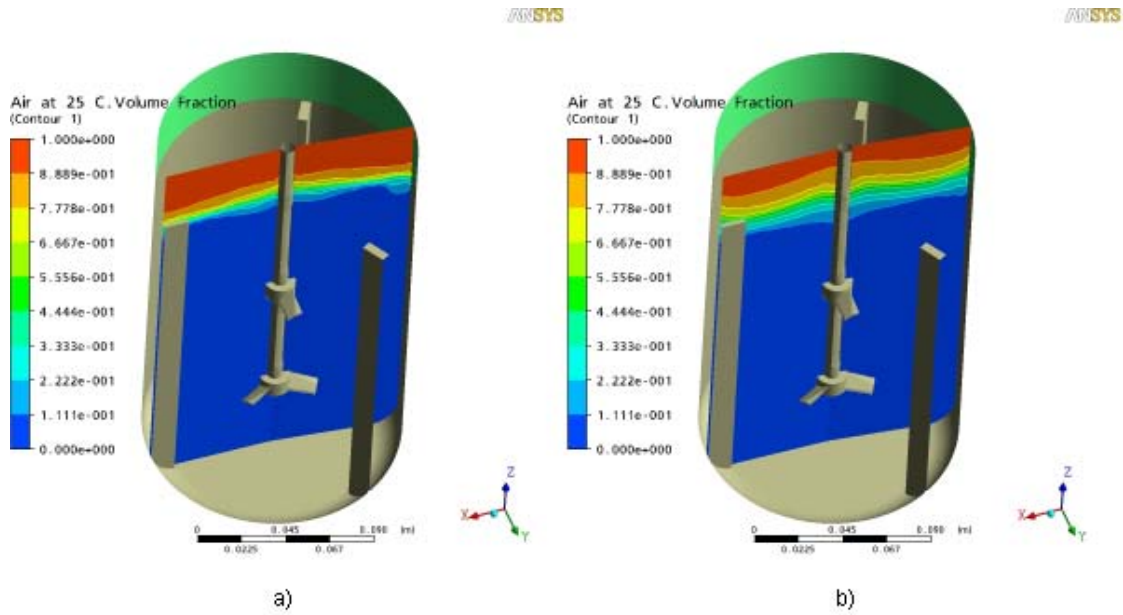 ANSYS
Air at 25 C.Volume Fraction
(Contour 1)
1.000e+000
8.889e-001
7.778e-001
6.667e-001
5.556e-001
4.444e-001
3.333e-001
2.222e-001
1.111e-001
0.000e+000
Z
X
Y
0 0.045 0.090 (m)
0.0225 0.067
a)
ANSYS
Air at 25 C.Volume Fraction
(Contour 1)
1.000e+000
8.889e-001
7.778e-001
6.667e-001
5.556e-001
4.444e-001
3.333e-001
2.222e-001
1.111e-001
0.000e+000
Z
X
Y
0 0.045 0.090 (m)
0.0225 0.067
b)